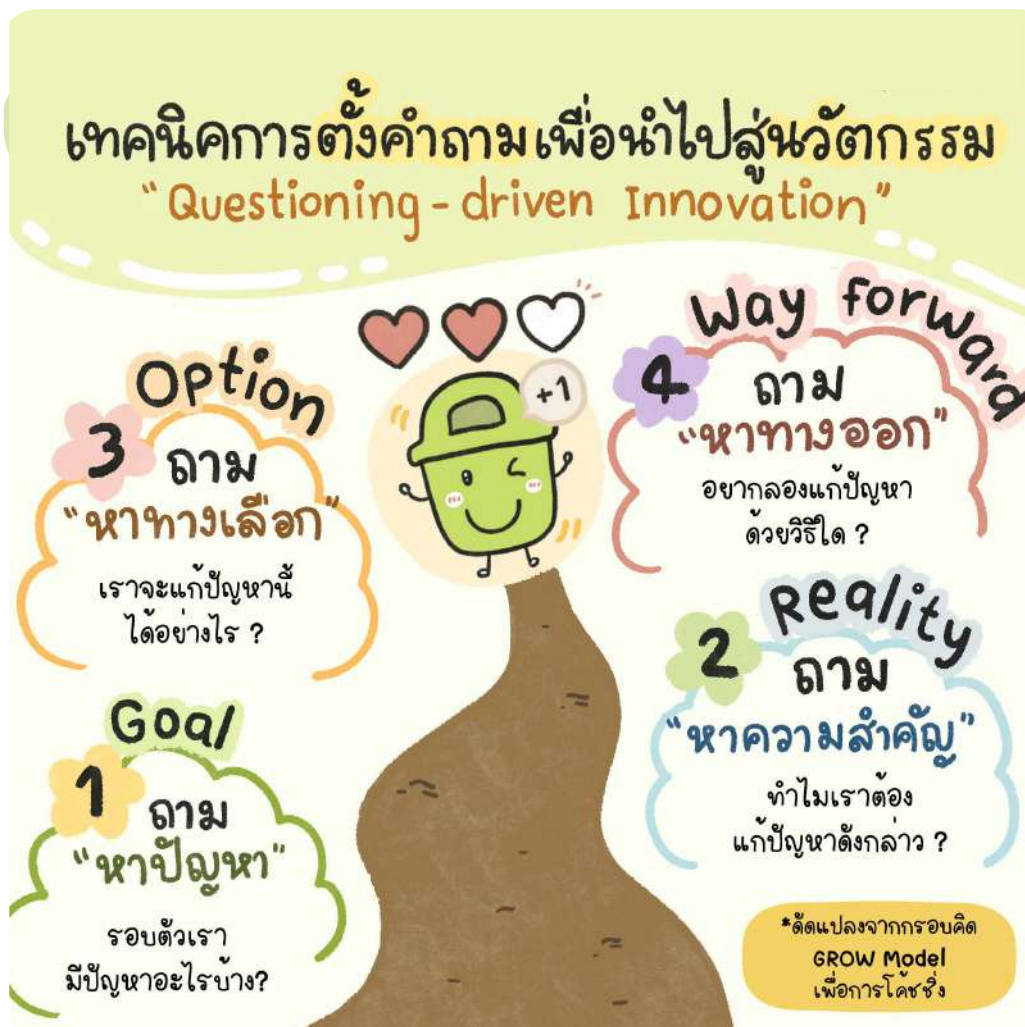 เทคนิคการตั้งคำถามเพื่อนำไปสู่นวัตกรรม
“Questioning-driven Innovation”
Goal
1
ถาม
“หาปัญหา”
รอบตัวเรา
มีปัญหาอะไรบ้าง?
Reality
2
ถาม
“หาความสำคัญ”
ทำไมเราต้อง
แก้ปัญหาดังกล่าว ?
Option
3
ถาม
“หาทางเลือก”
เราจะแก้ปัญหานี้
ได้อย่างไร ?
Way forward
4
ถาม
“หาทางออก”
อยากลองแก้ปัญหา
ด้วยวิธีใด ?
+1
*ดัดแปลงจากกรอบคิด
GROW Model
เพื่อการโค้ชชิ่ง